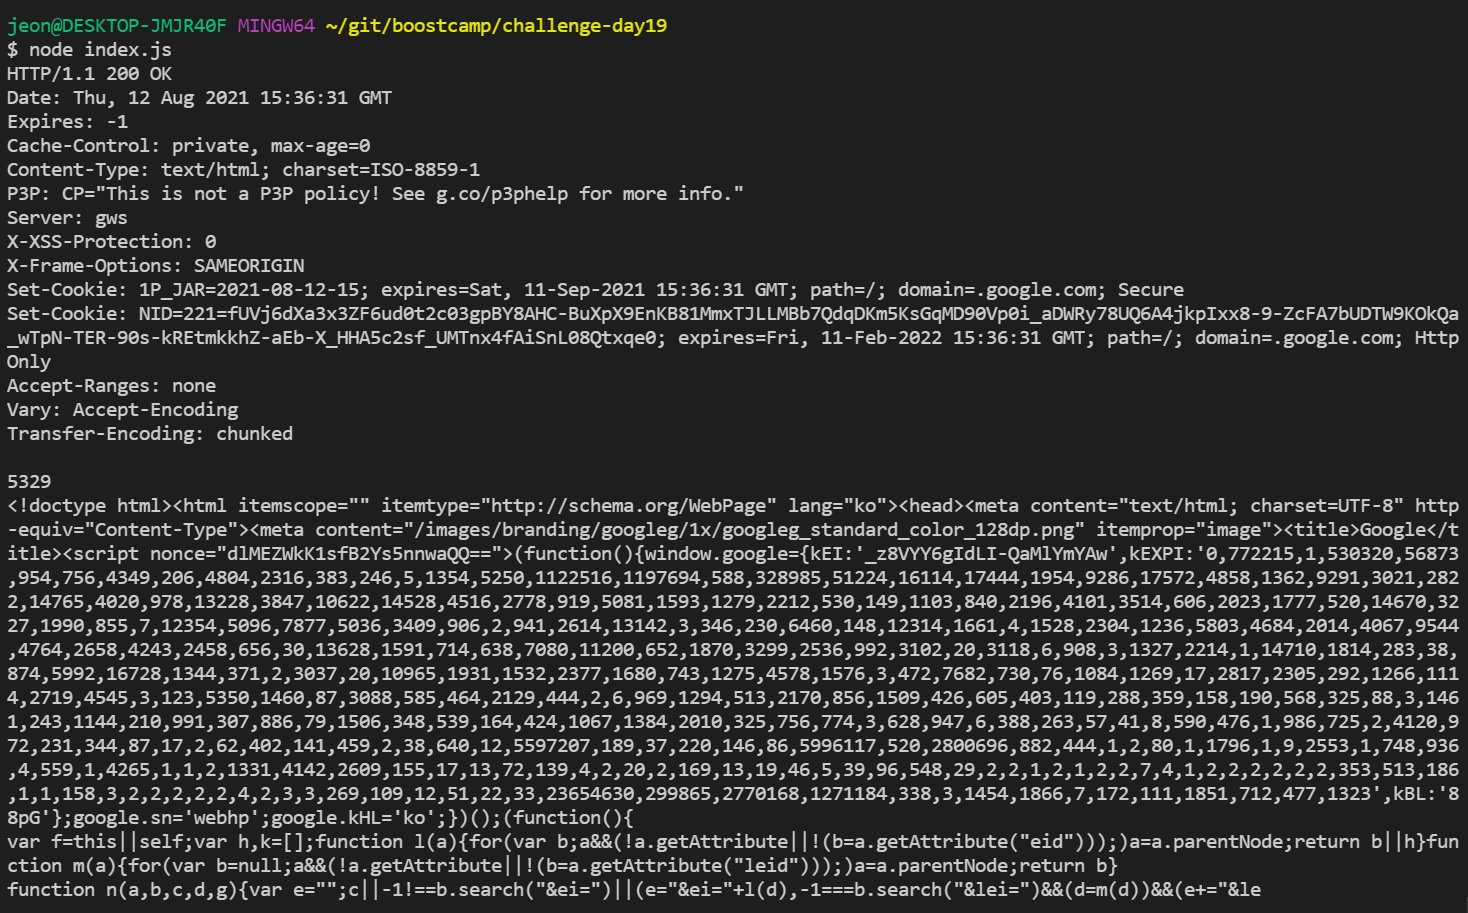 jeon@DESKTOP-JMJR40F MINGW64 ~/git/boostcamp/challenge-day19
$ node index.js
HTTP/1.1 200 OK
Date: Thu, 12 Aug 2021 15:36:31 GMT
Expires: -1
Cache-Control: private, max-age=0
Content-Type: text/html; charset=ISO-8859-1
P3P: CP="This is not a P3P policy! See g.co/p3phelp for more info."
Server: gws
X-XSS-Protection: 0
X-Frame-Options: SAMEORIGIN
Set-Cookie: 1P_JAR=2021-08-12-15; expires=Sat, 11-Sep-2021 15:36:31 GMT; path=/; domain=.google.com; Secure
Set-Cookie: NID=221=fUVj6dXa3x3ZF6ud0t2c03gpBY8AHC-BuXpX9EnKB81MmxTJLLMBb7QdqDKm5KsGqMD90Vp0i_aDWRy78UQ6A4jkpIxx8-9-ZcFA7bUDTW9KOkQa
_wTpN-TER-90s-kREtmkkhZ-aEb-X_HHA5c2sf_UMTnx4fAiSnL08Qtxqe0; expires=Fri, 11-Feb-2022 15:36:31 GMT; path=/; domain=.google.com; Http
Only
Accept-Ranges: none
Vary: Accept-Encoding
Transfer-Encoding: chunked

5329
<!doctype html><html itemscope="" itemtype="http://schema.org/WebPage" lang="ko"><head><meta content="text/html; charset=UTF-8" http
-equiv="Content-Type"><meta content="/images/branding/googleg/1x/googleg_standard_color_128dp.png" itemprop="image"><title>Google</t
itle><script nonce="dlMEZWkK1sfB2Ys5nnwaQQ==">(function(){window.google={kEI:'_z8VYY6gIdLI-QaMlYmYAw',kEXPI:'0,772215,1,530320,56873
,954,756,4349,206,4804,2316,383,246,5,1354,5250,1122516,1197694,588,328985,51224,16114,17444,1954,9286,17572,4858,1362,9291,3021,282
2,14765,4020,978,13228,3847,10622,14528,4516,2778,919,5081,1593,1279,2212,530,149,1103,840,2196,4101,3514,606,2023,1777,520,14670,32
27,1990,855,7,12354,5096,7877,5036,3409,906,2,941,2614,13142,3,346,230,6460,148,12314,1661,4,1528,2304,1236,5803,4684,2014,4067,9544
,4764,2658,4243,2458,656,30,13628,1591,714,638,7080,11200,652,1870,3299,2536,992,3102,20,3118,6,908,3,1327,2214,1,14710,1814,283,38,
874,5992,16728,1344,371,2,3037,20,10965,1931,1532,2377,1680,743,1275,4578,1576,3,472,7682,730,76,1084,1269,17,2817,2305,292,1266,111
4,2719,4545,3,123,5350,1460,87,3088,585,464,2129,444,2,6,969,1294,513,2170,856,1509,426,605,403,119,288,359,158,190,568,325,88,3,146
1,243,1144,210,991,307,886,79,1506,348,539,164,424,1067,1384,2010,325,756,774,3,628,947,6,388,263,57,41,8,590,476,1,986,725,2,4120,9
72,231,344,87,17,2,62,402,141,459,2,38,640,12,5597207,189,37,220,146,86,5996117,520,2800696,882,444,1,2,80,1,1796,1,9,2553,1,748,936
,4,559,1,4265,1,1,2,1331,4142,2609,155,17,13,72,139,4,2,20,2,169,13,19,46,5,39,96,548,29,2,2,1,2,1,2,2,7,4,1,2,2,2,2,2,2,353,513,186
,1,1,158,3,2,2,2,2,2,4,2,3,3,269,109,12,51,22,33,23654630,299865,2770168,1271184,338,3,1454,1866,7,172,111,1851,712,477,1323',kBL:'8
8pG'};google.sn='webhp';google.kHL='ko';})();(function(){
var f=this||self;var h,k=[];function l(a){for(var b;a&&(!a.getAttribute||!(b=a.getAttribute("eid")));)a=a.parentNode;return b||h}fun
ction m(a){for(var b=null;a&&(!a.getAttribute||!(b=a.getAttribute("leid")));)a=a.parentNode;return b}
function n(a,b,c,d,g){var e="";c||-1!==b.search("&ei=")||(e="&ei="+l(d),-1===b.search("&lei=")&&(d=m(d))&&(e+="&le